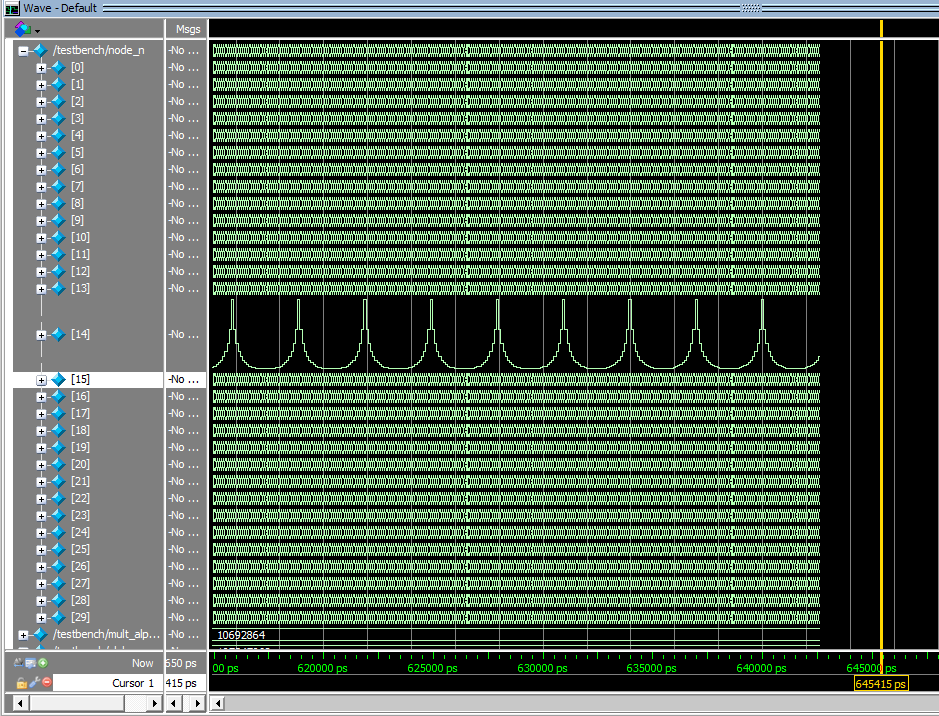 Wave - Default
Msgs
/testbench/node_n -No ...
[0] -No ...
[1] -No ...
[2] -No ...
[3] -No ...
[4] -No ...
[5] -No ...
[6] -No ...
[7] -No ...
[8] -No ...
[9] -No ...
[10] -No ...
[11] -No ...
[12] -No ...
[13] -No ...
[14] -No ...
[15] -No ...
[16] -No ...
[17] -No ...
[18] -No ...
[19] -No ...
[20] -No ...
[21] -No ...
[22] -No ...
[23] -No ...
[24] -No ...
[25] -No ...
[26] -No ...
[27] -No ...
[28] -No ...
[29] -No ...
/testbench/mult_alp... -No ... 10692864
Now 650 ps 00 ps 620000 ps 625000 ps 630000 ps 635000 ps 640000 ps 645000 ps
Cursor 1 415 ps 645415 ps